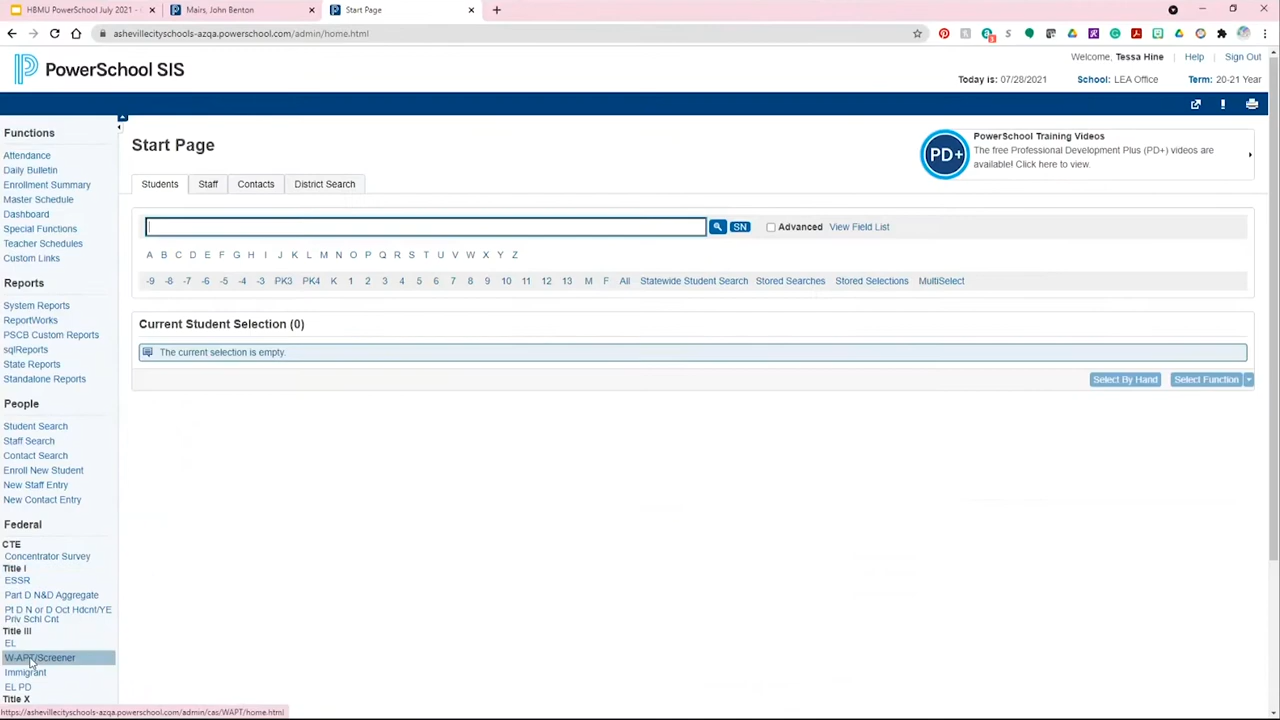 HBMU PowerSchool July 2021 -
Mairs, John Benton
Start Page
ashevillecityschools-azqa.powerschool.com/admin/home.html
PowerSchool SIS
Welcome, Tessa Hine
Help
Sign Out
Today is: 07/28/2021
School: LEA Office
Term: 20-21 Year
Functions
Attendance
Daily Bulletin
Enrollment Summary
Master Schedule
Dashboard
Special Functions
Teacher Schedules
Custom Links
Reports
System Reports
ReportWorks
PSCB Custom Reports
sqlReports
State Reports
Standalone Reports
People
Student Search
Staff Search
Contact Search
Enroll New Student
New Staff Entry
New Contact Entry
Federal
CTE
Concentrator Survey
Title I
ESSR
Part D N&D Aggregate
Pt D N or D Oct Hdcnt/YE
Priv Schl Cnt
Title III
EL
W-APT/Screener
Immigrant
EL PD
Title X
Start Page
PD+
PowerSchool Training Videos
The free Professional Development Plus (PD+) videos are
available! Click here to view.
Students Staff Contacts District Search
SN Advanced View Field List
A B C D E F G H I J K L M N O P Q R S T U V W X Y Z
-9 -8 -7 -6 -5 -4 -3 PK3 PK4 K 1 2 3 4 5 6 7 8 9 10 11 12 13 M F All Statewide Student Search Stored Searches Stored Selections MultiSelect
Current Student Selection (0)
The current selection is empty.
Select By Hand
Select Function
https://ashevillecityschools-azqa.powerschool.com/admin/cas/WAPT/home.html